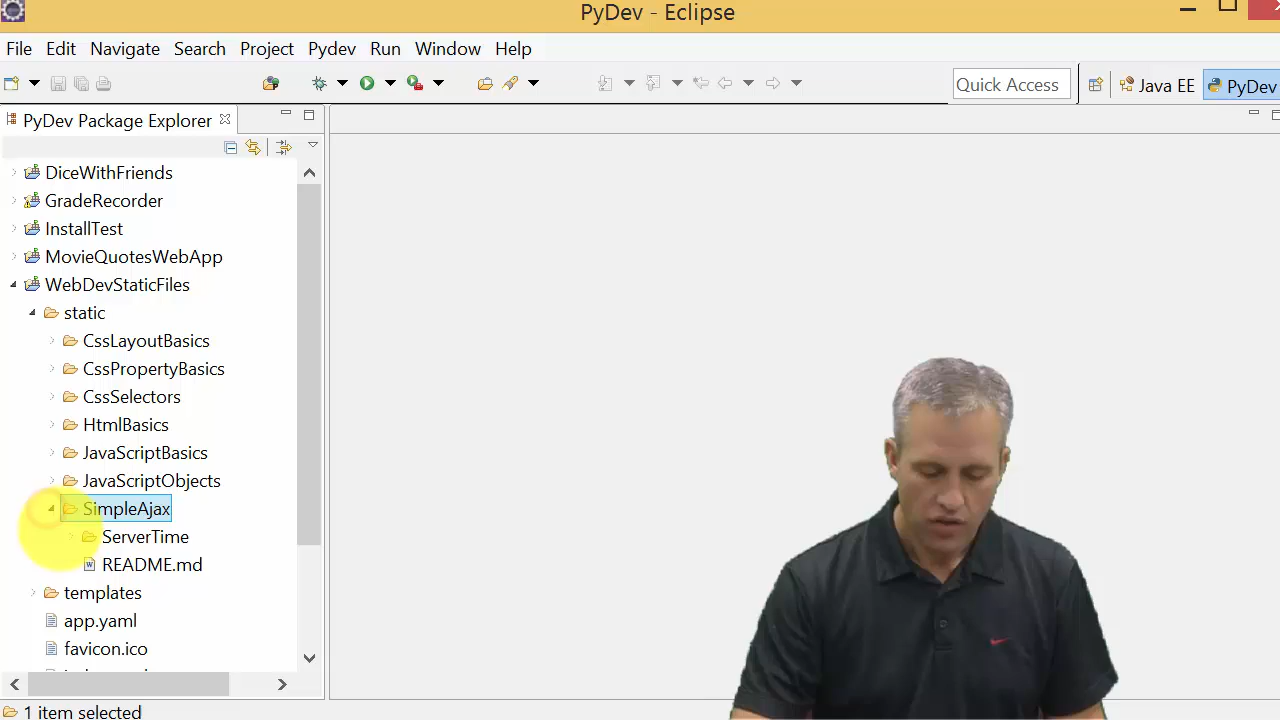 PyDev - Eclipse
File Edit Navigate Search Project Pydev Run Window Help
Quick Access Java EE PyDev
PyDev Package Explorer
DiceWithFriends
GradeRecorder
InstallTest
MovieQuotesWebApp
WebDevStaticFiles
static
CssLayoutBasics
CssPropertyBasics
CssSelectors
HtmlBasics
JavaScriptBasics
JavaScriptObjects
SimpleAjax
ServerTime
README.md
templates
app.yaml
favicon.ico
1 item selected